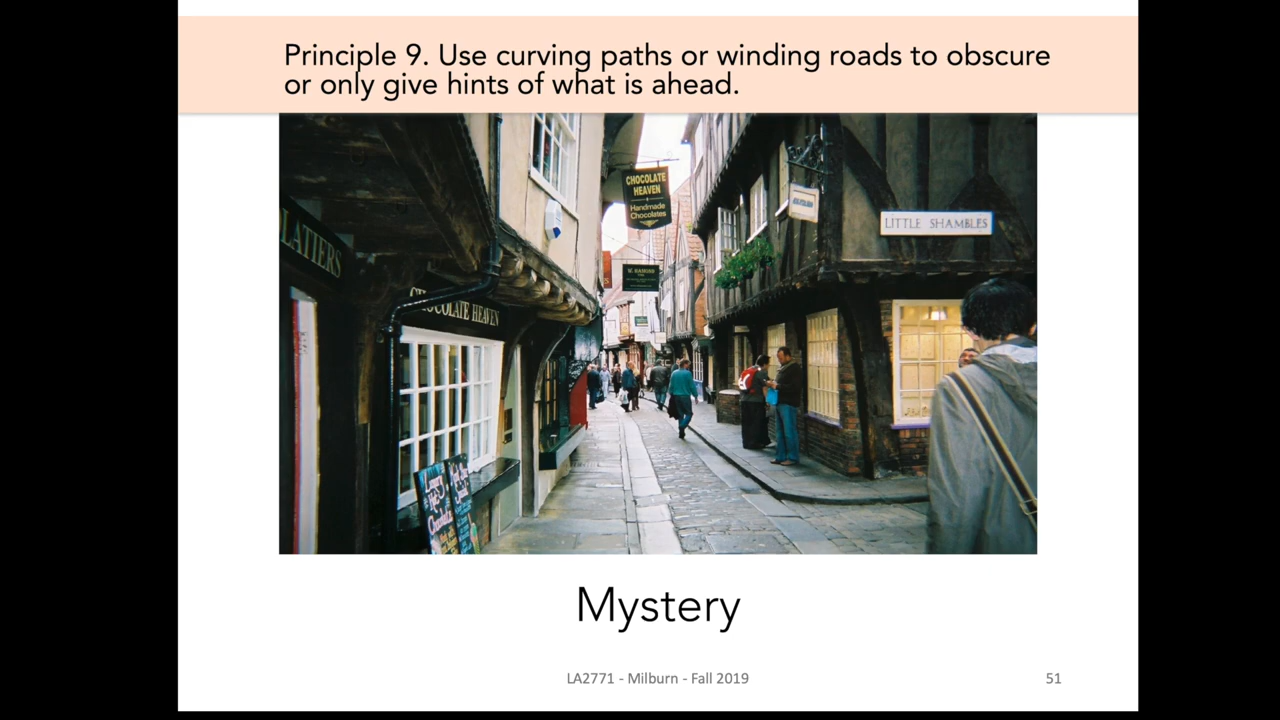 Principle 9. Use curving paths or winding roads to obscure
or only give hints of what is ahead.
CHOCOLATE
HEAVEN
Handmade
Chocolates
LITTLE SHAMBLES
LATTERS
CHOCOLATE HEAVEN
Mystery
LA2771 - Milburn - Fall 2019
51